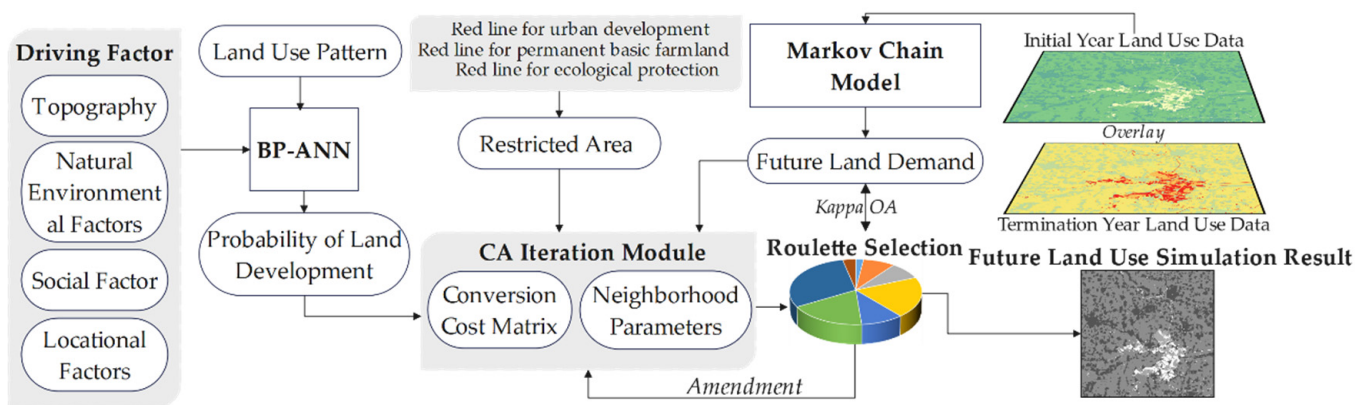 Driving Factor
Topography
Natural
Environment
al Factors
Social Factor
Locational
Factors
Land Use Pattern
BP-ANN
Probability of Land
Development
Red line for urban development
Red line for permanent basic farmland
Red line for ecological protection
Restricted Area
CA Iteration Module
Conversion
Cost Matrix
Neighborhood
Parameters
Markov Chain
Model
Future Land Demand
Kappa OA
Roulette Selection
Amendment
Initial Year Land Use Data
Overlay
Termination Year Land Use Data
Future Land Use Simulation Result